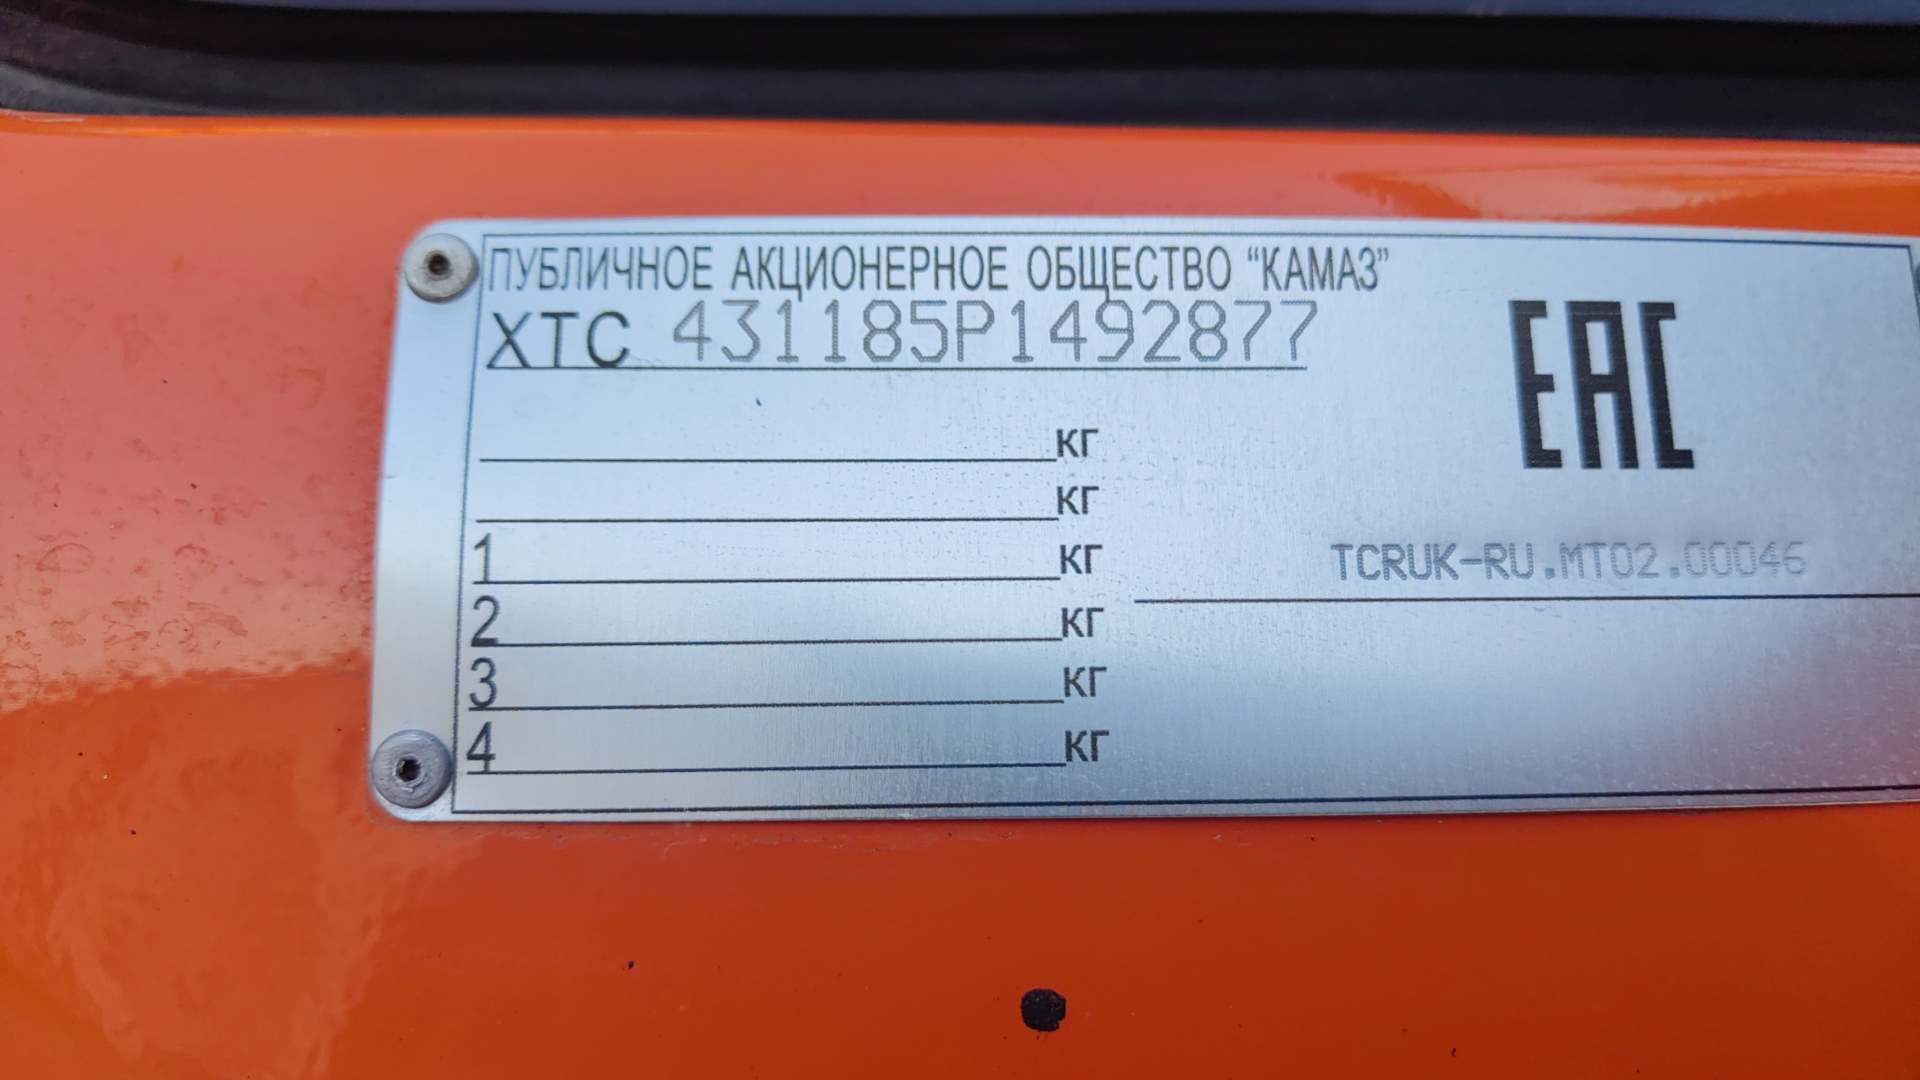 ПУБЛИЧНОЕ АКЦИОНЕРНОЕ ОБЩЕСТВО “КАМАЗ”
XTC 431185P1492877
EAC
КГ
КГ
1 КГ
TCRUK-RU.MT02.00046
2 КГ
3 КГ
4 КГ